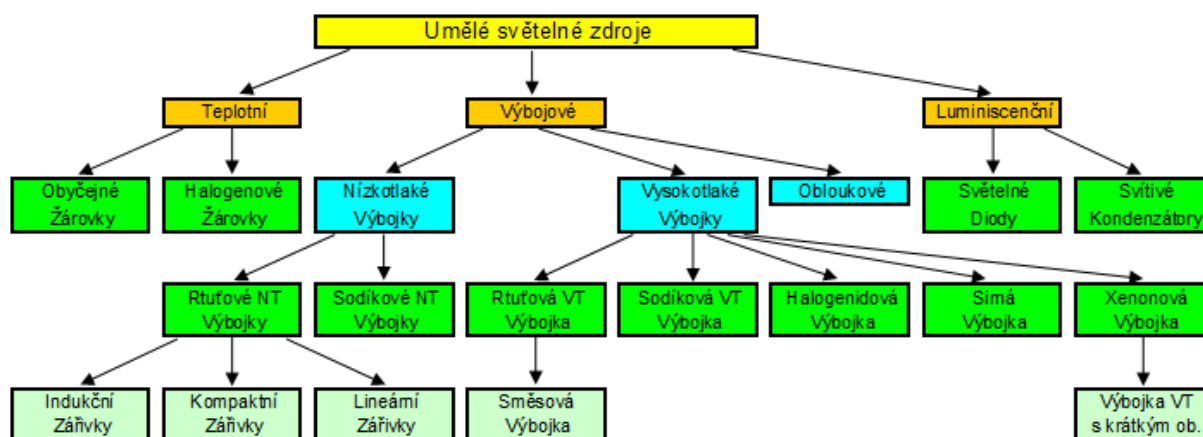 Umělé světelné zdroje
Teplotní
Výbojové
Luminiscenční
Obyčejné
Žárovky
Halogenové
Žárovky
Nízkotlaké
Výbojky
Vysokotlaké
Výbojky
Obloukové
Světelné
Diody
Svítivé
Kondenzátory
Rtuťové NT
Výbojky
Sodíkové NT
Výbojky
Rtuťová VT
Výbojka
Sodíková VT
Výbojka
Halogenidová
Výbojka
Simá
Výbojka
Xenonová
Výbojka
Indukční
Zářivky
Kompaktní
Zářivky
Lineární
Zářivky
Směsová
Výbojka
Výbojka VT
s krátkým ob.